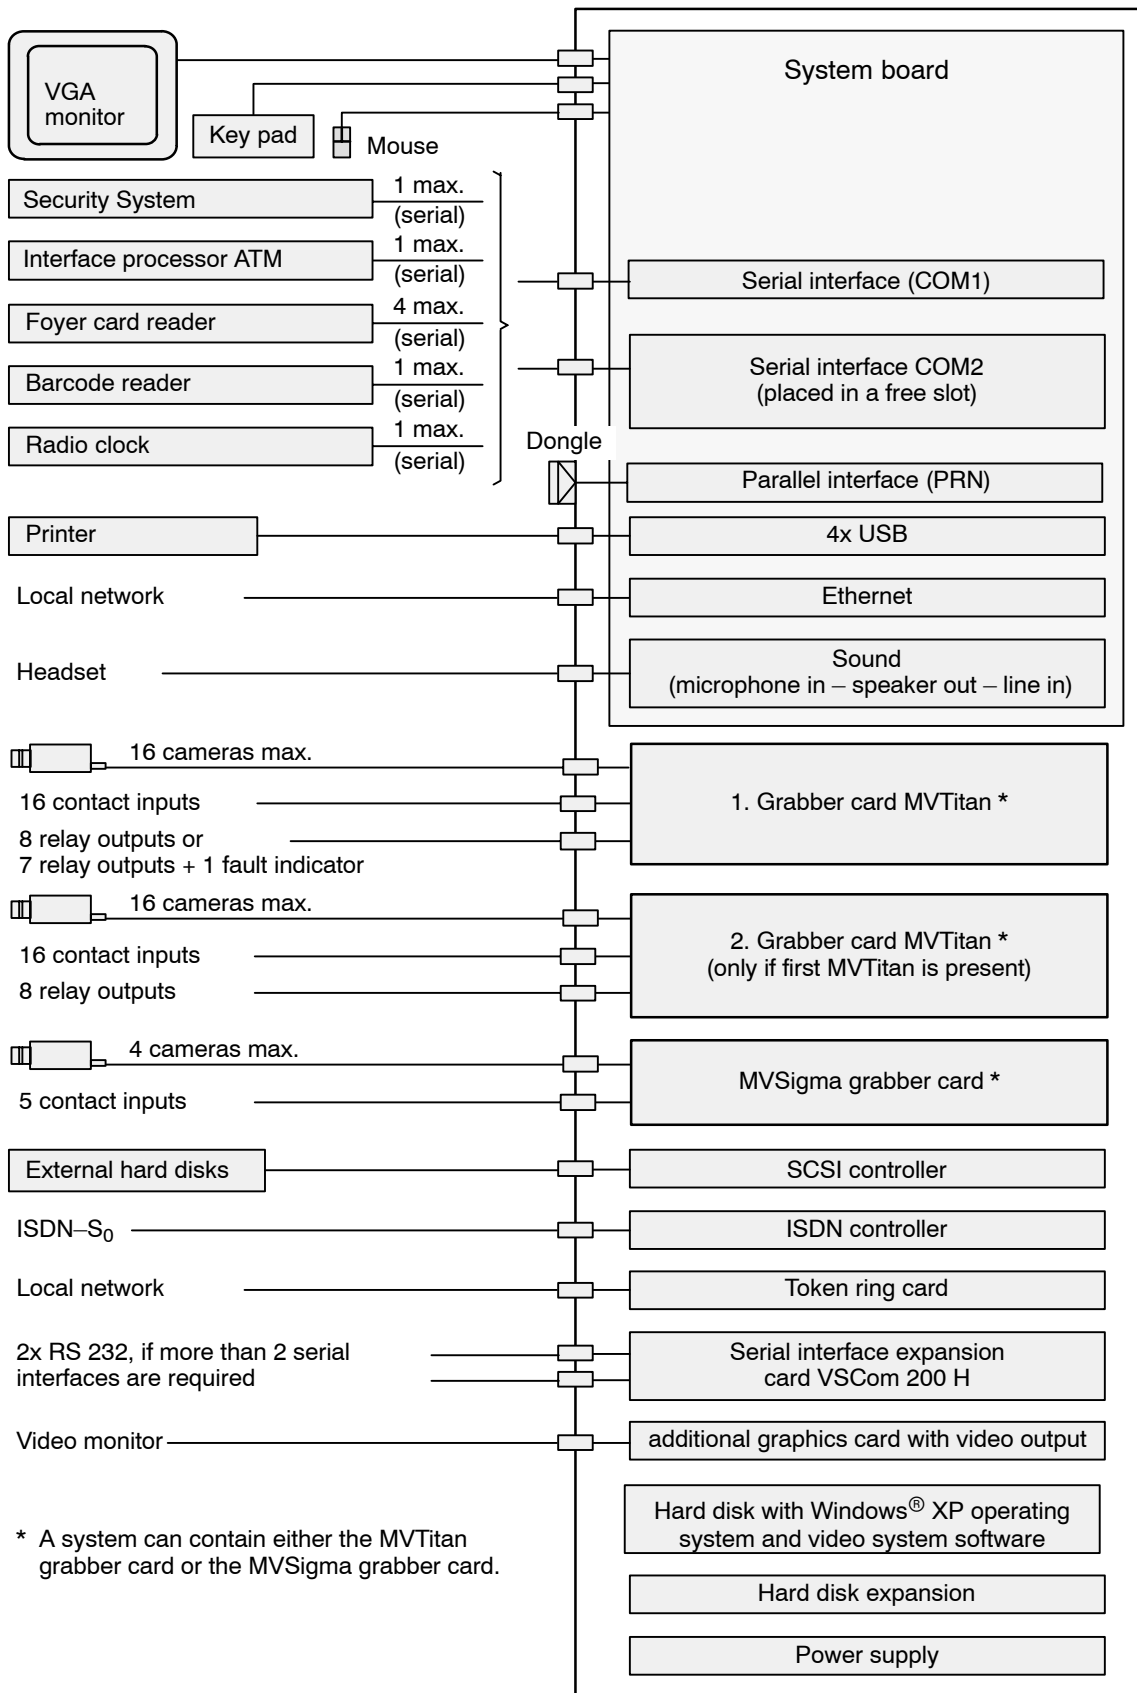 System board
VGA
monitor
Key pad
Mouse
Security System
1 max.
(serial)
Interface processor ATM
1 max.
(serial)
Serial interface (COM1)
Foyer card reader
4 max.
(serial)
Serial interface COM2
(placed in a free slot)
Barcode reader
1 max.
(serial)
Radio clock
1 max.
(serial)
Dongle
Parallel interface (PRN)
Printer
4x USB
Local network
Ethernet
Headset
Sound
(microphone in – speaker out – line in)
16 cameras max.
16 contact inputs
1. Grabber card MVTitan *
8 relay outputs or
7 relay outputs + 1 fault indicator
16 cameras max.
16 contact inputs
8 relay outputs
2. Grabber card MVTitan *
(only if first MVTitan is present)
4 cameras max.
5 contact inputs
MVSigma grabber card *
External hard disks
SCSI controller
ISDN–S0
ISDN controller
Local network
Token ring card
2x RS 232, if more than 2 serial
interfaces are required
Serial interface expansion
card VSCom 200 H
Video monitor
additional graphics card with video output
Hard disk with Windows® XP operating
system and video system software
* A system can contain either the MVTitan
grabber card or the MVSigma grabber card.
Hard disk expansion
Power supply